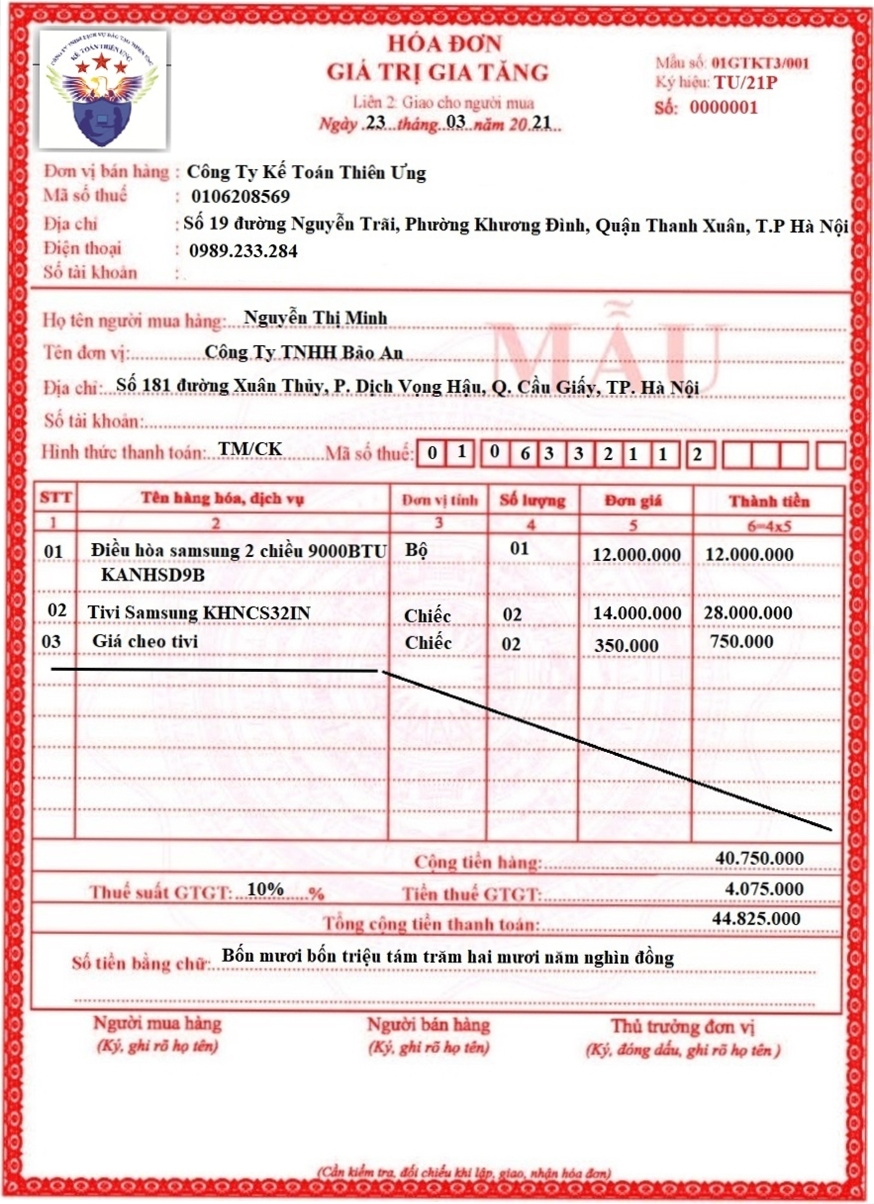 CÔNG TY TNHH DỊCH VỤ ĐÀO TẠO THIÊN ƯNG
KẾ TOÁN THIÊN ƯNG
HÓA ĐƠN
GIÁ TRỊ GIA TĂNG
Liên 2: Giao cho người mua
Ngày .23...tháng..03..năm 20.21...
Mẫu số: 01GTKT3/001
Ký hiệu: TU/21P
Số: 0000001
Đơn vị bán hàng : Công Ty Kế Toán Thiên Ưng
Mã số thuế : 0106208569
Địa chỉ : Số 19 đường Nguyễn Trãi, Phường Khương Đình, Quận Thanh Xuân, T.P Hà Nội
Điện thoại : 0989.233.284
Số tài khoản :
MẪU
Họ tên người mua hàng: Nguyễn Thị Minh
Tên đơn vị: Công Ty TNHH Bảo An
Địa chỉ: Số 181 đường Xuân Thủy, P. Dịch Vọng Hậu, Q. Cầu Giấy, TP. Hà Nội
Số tài khoản:
Hình thức thanh toán: TM/CK Mã số thuế: 0 1 0 6 3 3 2 1 1 2
STT Tên hàng hóa, dịch vụ Đơn vị tính Số lượng Đơn giá Thành tiền
1 2 3 4 5 6=4x5
01 Điều hòa samsung 2 chiều 9000BTU Bộ 01 12.000.000 12.000.000
KANHSD9B
02 Tivi Samsung KHNCS32IN Chiếc 02 14.000.000 28.000.000
03 Giá cheo tivi Chiếc 02 350.000 750.000
Cộng tiền hàng: 40.750.000
Thuế suất GTGT: 10% % Tiền thuế GTGT: 4.075.000
Tổng cộng tiền thanh toán: 44.825.000
Số tiền bằng chữ: Bốn mươi bốn triệu tám trăm hai mươi năm nghìn đồng
Người mua hàng Người bán hàng Thủ trưởng đơn vị
(Ký, ghi rõ họ tên) (Ký, ghi rõ họ tên) (Ký, đóng dấu, ghi rõ họ tên )
(Cần kiểm tra, đối chiếu khi lập, giao, nhận hóa đơn)